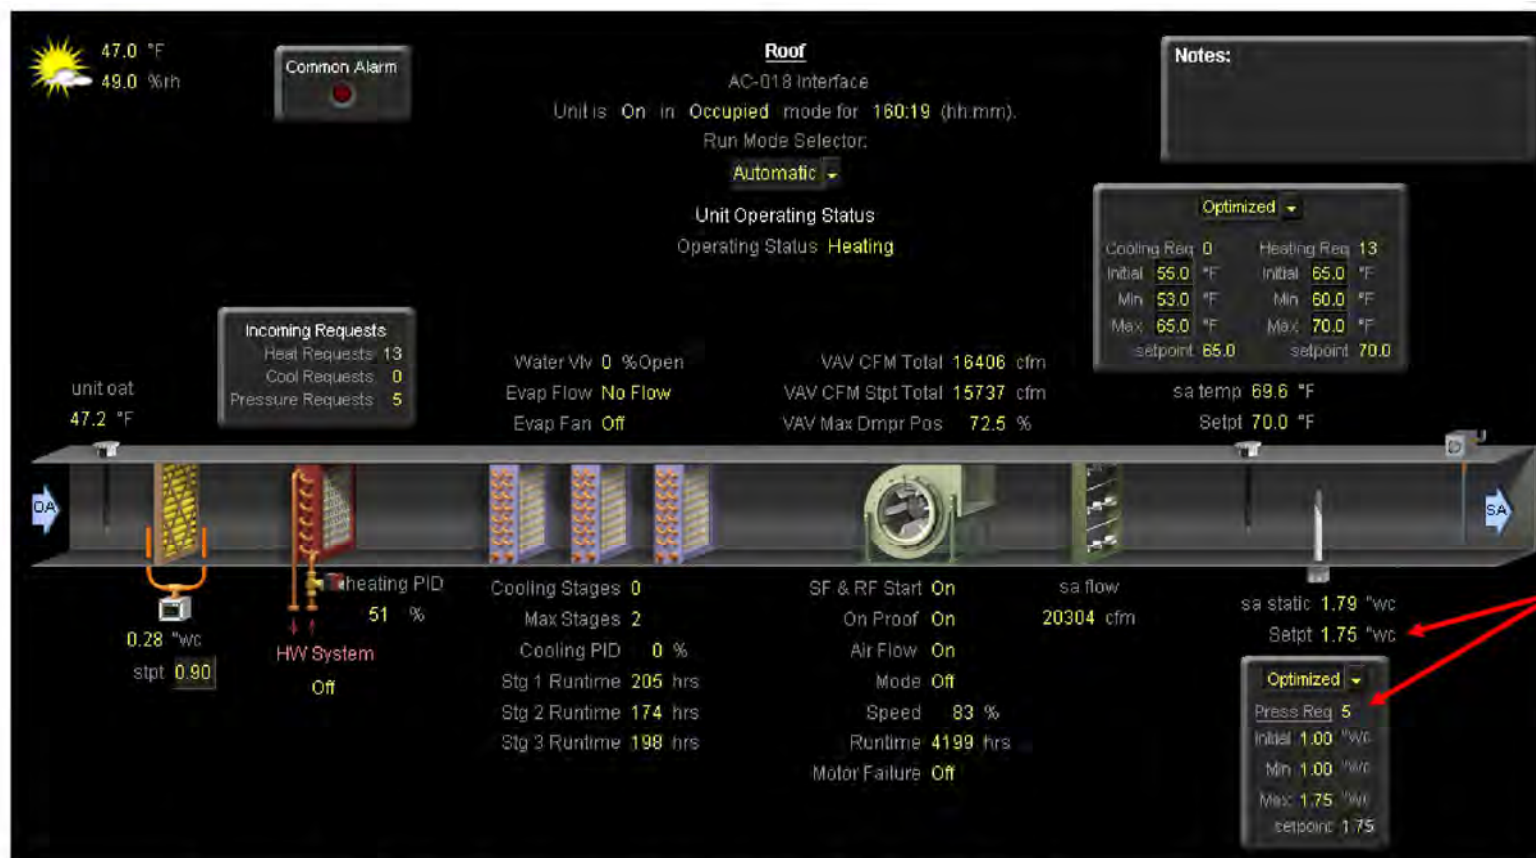 47.0 °F
49.0 %rh
Common Alarm
Roof
AC-018 Interface
Unit is On in Occupied mode for 160:19 (hh:mm).
Run Mode Selector:
Automatic
Unit Operating Status
Operating Status Heating
Notes:
Optimized
Cooling Req 0 Heating Req 13
Initial 55.0 °F Initial 65.0 °F
Min 53.0 °F Min 60.0 °F
Max 65.0 °F Max 70.0 °F
setpoint 65.0 setpoint 70.0
Incoming Requests
Heat Requests 13
Cool Requests 0
Pressure Requests 5
unit oat
47.2 °F
Water Vlv 0 %Open
Evap Flow No Flow
Evap Fan Off
VAV CFM Total 16406 cfm
VAV CFM Stpt Total 15737 cfm
VAV Max Dmpr Pos 72.5 %
sa temp 69.6 °F
Setpt 70.0 °F
OA
SA
0.28 "wc
stpt 0.90
heating PID
51 %
HW System
Off
Cooling Stages 0
Max Stages 2
Cooling PID 0 %
Stg 1 Runtime 205 hrs
Stg 2 Runtime 174 hrs
Stg 3 Runtime 198 hrs
SF & RF Start On
On Proof On
Air Flow On
Mode Off
Speed 83 %
Runtime 4199 hrs
Motor Failure Off
sa flow
20304 cfm
sa static 1.79 "wc
Setpt 1.75 "wc
Optimized
Press Req 5
Initial 1.00 "wc
Min 1.00 "wc
Max 1.75 "wc
setpoint 1.75